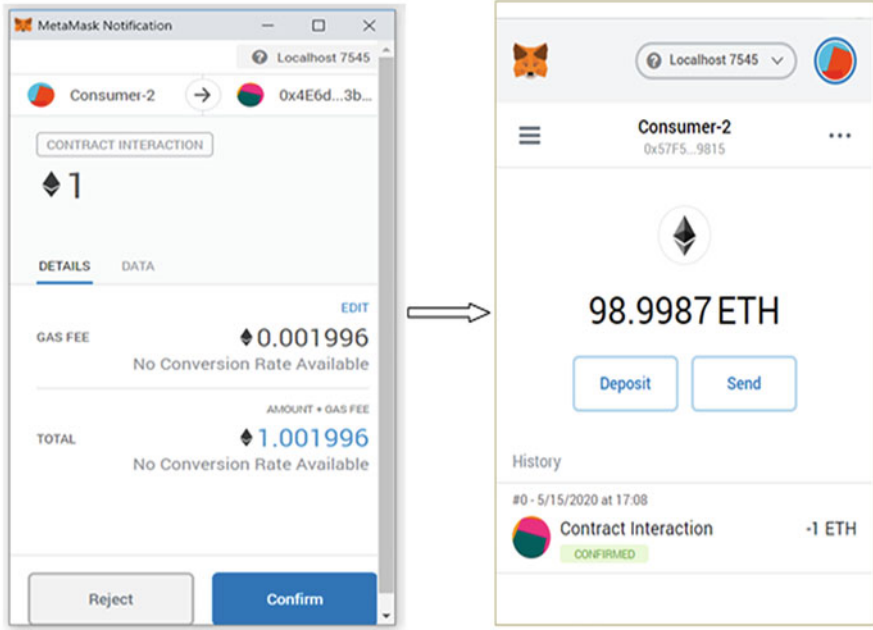 MetaMask Notification
Localhost 7545
Consumer-2
0x4E6d...3b...
CONTRACT INTERACTION
1
DETAILS
DATA
EDIT
GAS FEE
0.001996
No Conversion Rate Available
AMOUNT + GAS FEE
TOTAL
1.001996
No Conversion Rate Available
Reject
Confirm
Localhost 7545
Consumer-2
0x57F5...9815
98.9987 ETH
Deposit
Send
History
#0 - 5/15/2020 at 17:08
Contract Interaction
-1 ETH
CONFIRMED